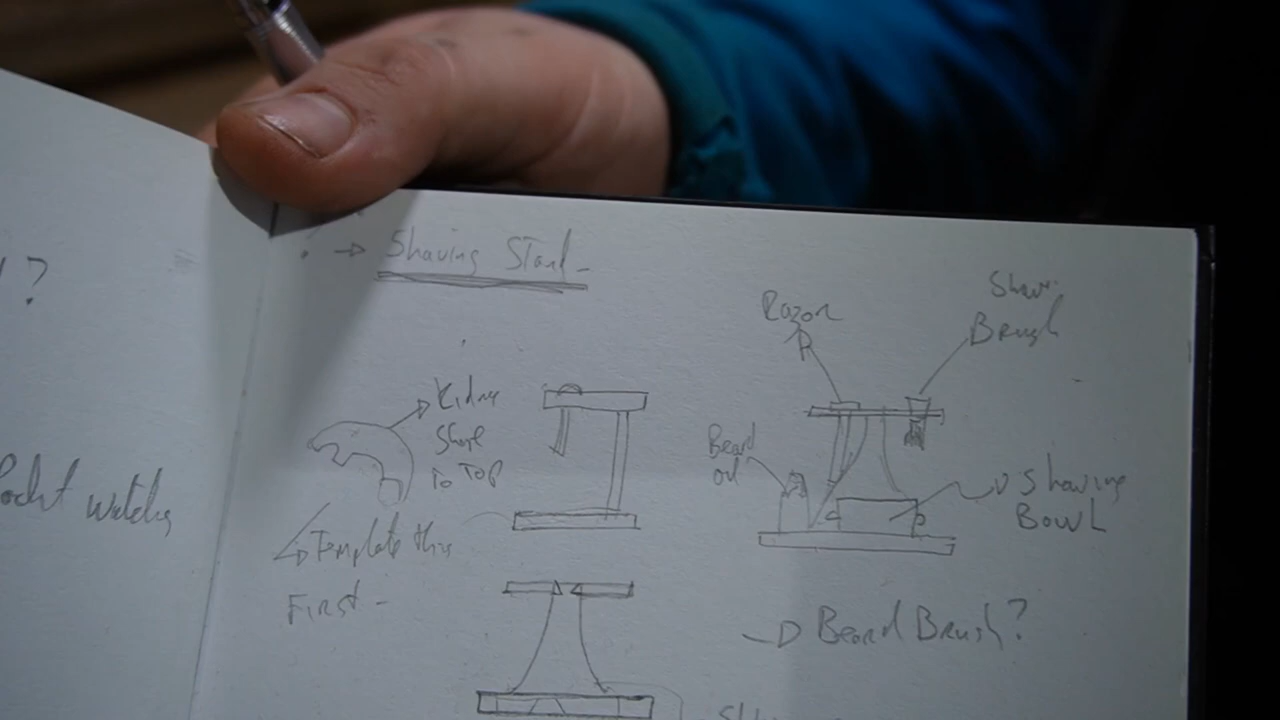 ?
Pocket watches
→ Shaving Stand -
Kidney
Shape
To Top
Template this
First -
Razor
Shav.
Brush
Beard
oil
Shaving
Bowl
→ Beard Brush?